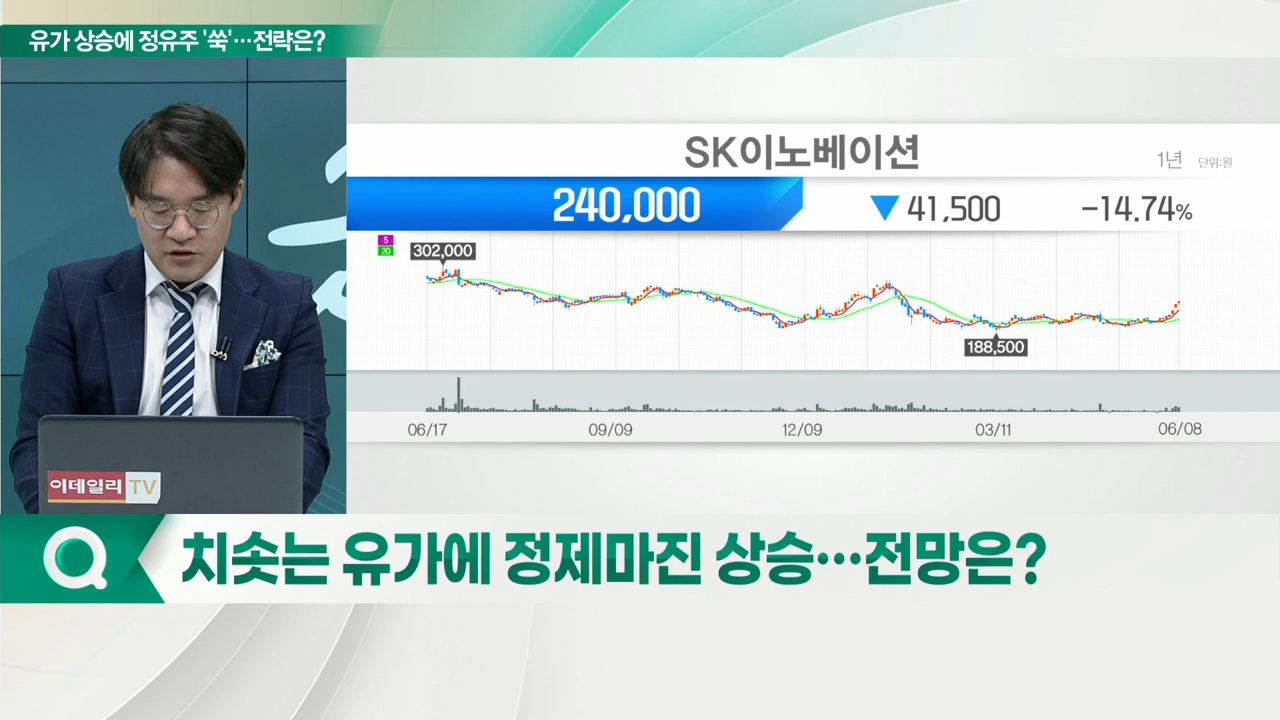 유가 상승에 정유주 '쑥'…전략은?
SK이노베이션
1년 단위:원
240,000 ▼ 41,500 -14.74%
5
20
302,000
188,500
06/17 09/09 12/09 03/11 06/08
이데일리 TV
Q 치솟는 유가에 정제마진 상승…전망은?